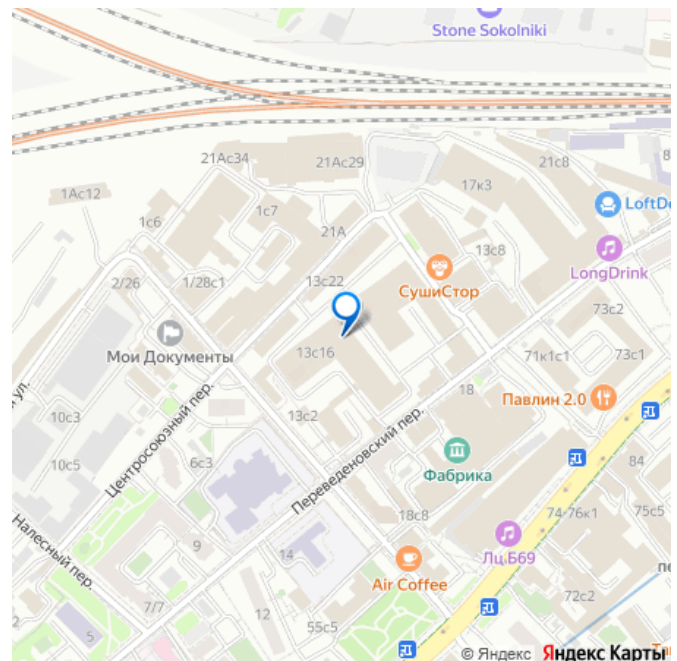 Stone Sokolniki
21Ас34
21Ас29
21с8
8
17к3
1Ас12
1с7
1с6
LoftDe
21А
13с8
LongDrink
13с22
СушиСтор
2/26
1/28с1
73с2
Мои Документы
13с16
71к1с1
73с1
18
Павлин 2.0
я ул.
10с3
13с2
Центросоюзный пер.
Переведеновский пер.
Фабрика
84
10с5
6с3
74-76к1
75с5
18с8
Налесный пер.
9
14
Лц Б69
пе
Air Coffee
7/7
12
72с2
5
55с5
Tan
© Яндекс Яндекс Карты